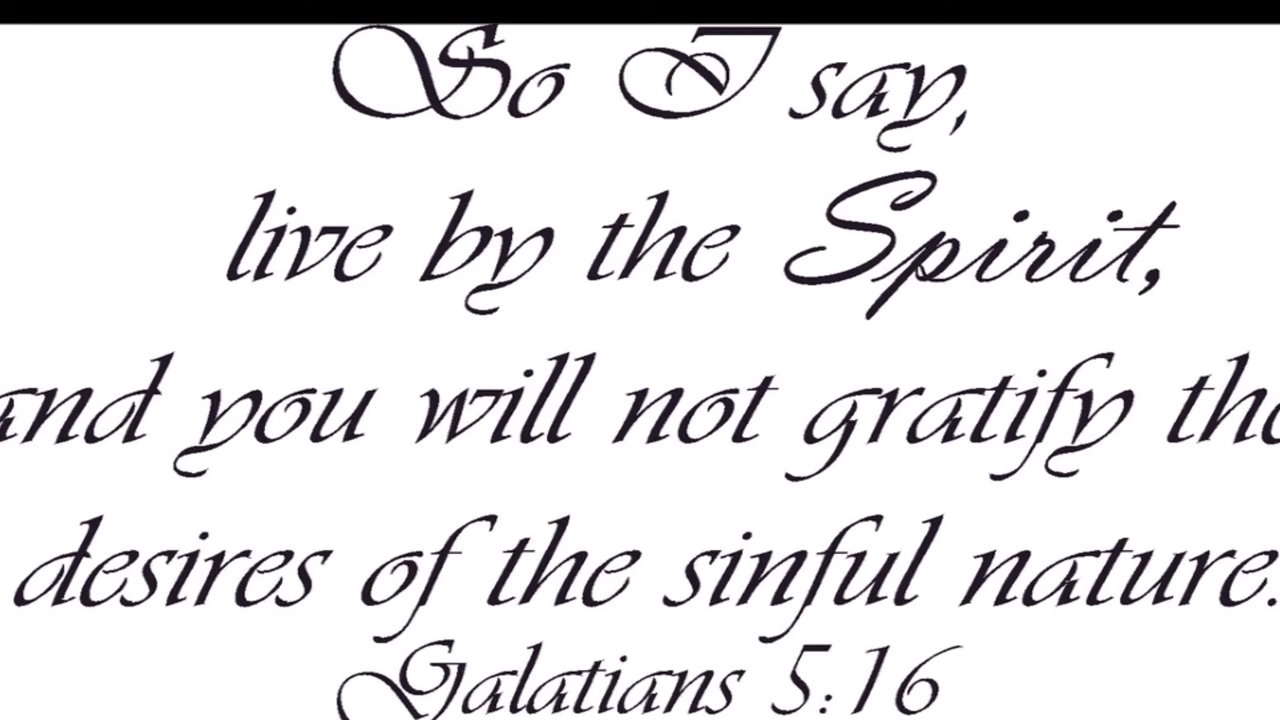 So I say,
live by the Spirit,
and you will not gratify the
desires of the sinful nature.
Galatians 5:16